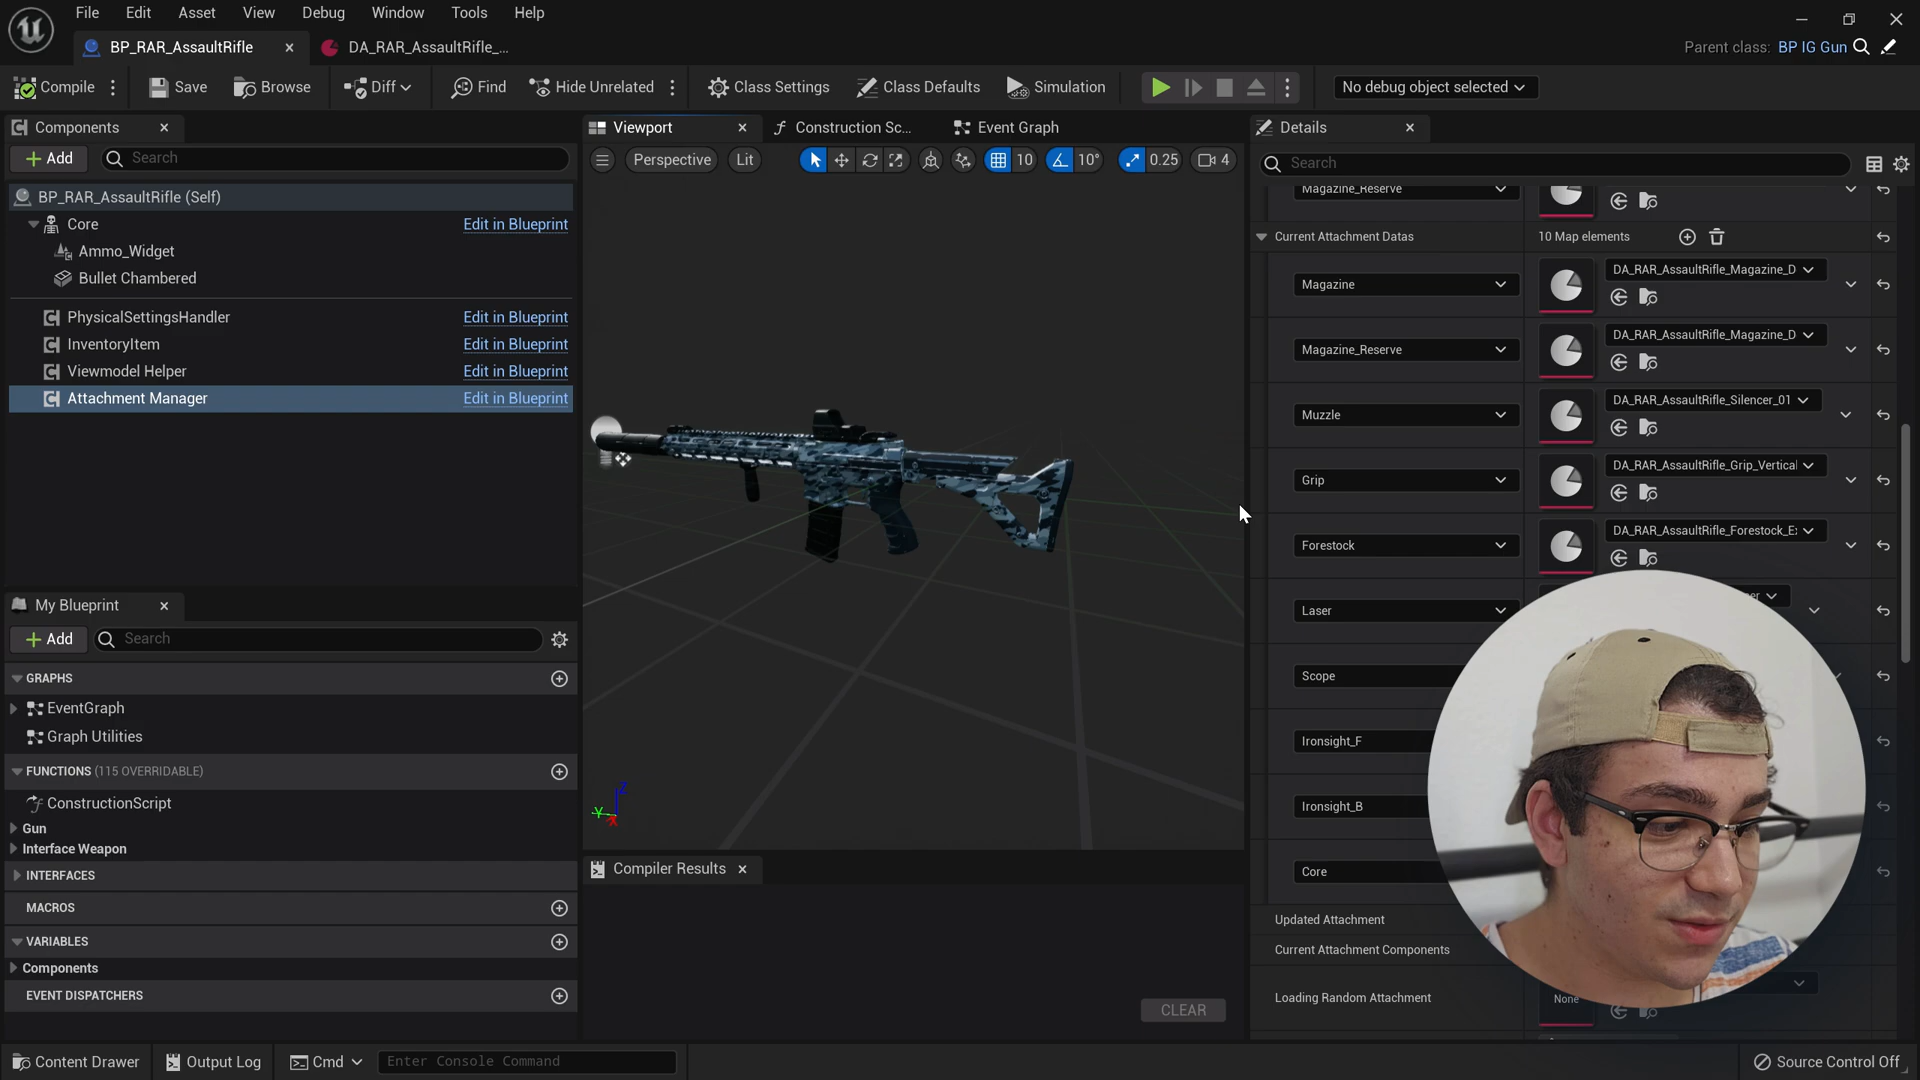 File Edit Asset View Debug Window Tools Help
BP_RAR_AssaultRifle DA_RAR_AssaultRifle_... Parent class: BP IG Gun
Compile Save Browse Diff Find Hide Unrelated Class Settings Class Defaults Simulation No debug object selected
Components Viewport Construction Sc... Event Graph Details
Add Search Perspective Lit 10 10° 0.25 4 Search
BP_RAR_AssaultRifle (Self)
Core Edit in Blueprint
Ammo_Widget
Bullet Chambered
PhysicalSettingsHandler Edit in Blueprint
InventoryItem Edit in Blueprint
Viewmodel Helper Edit in Blueprint
Attachment Manager Edit in Blueprint
My Blueprint
Add Search
GRAPHS
EventGraph
Graph Utilities
FUNCTIONS (115 OVERRIDABLE)
ConstructionScript
Gun
Interface Weapon
INTERFACES
MACROS
VARIABLES
Components
EVENT DISPATCHERS
Z
Y
X
Compiler Results
CLEAR
Magazine_Reserve
Current Attachment Datas 10 Map elements
Magazine DA_RAR_AssaultRifle_Magazine_D
Magazine_Reserve DA_RAR_AssaultRifle_Magazine_D
Muzzle DA_RAR_AssaultRifle_Silencer_01
Grip DA_RAR_AssaultRifle_Grip_Vertical
Forestock DA_RAR_AssaultRifle_Forestock_E
Laser
Scope
Ironsight_F
Ironsight_B
Core
Updated Attachment
Current Attachment Components
Loading Random Attachment None
Content Drawer Output Log Cmd Enter Console Command Source Control Off